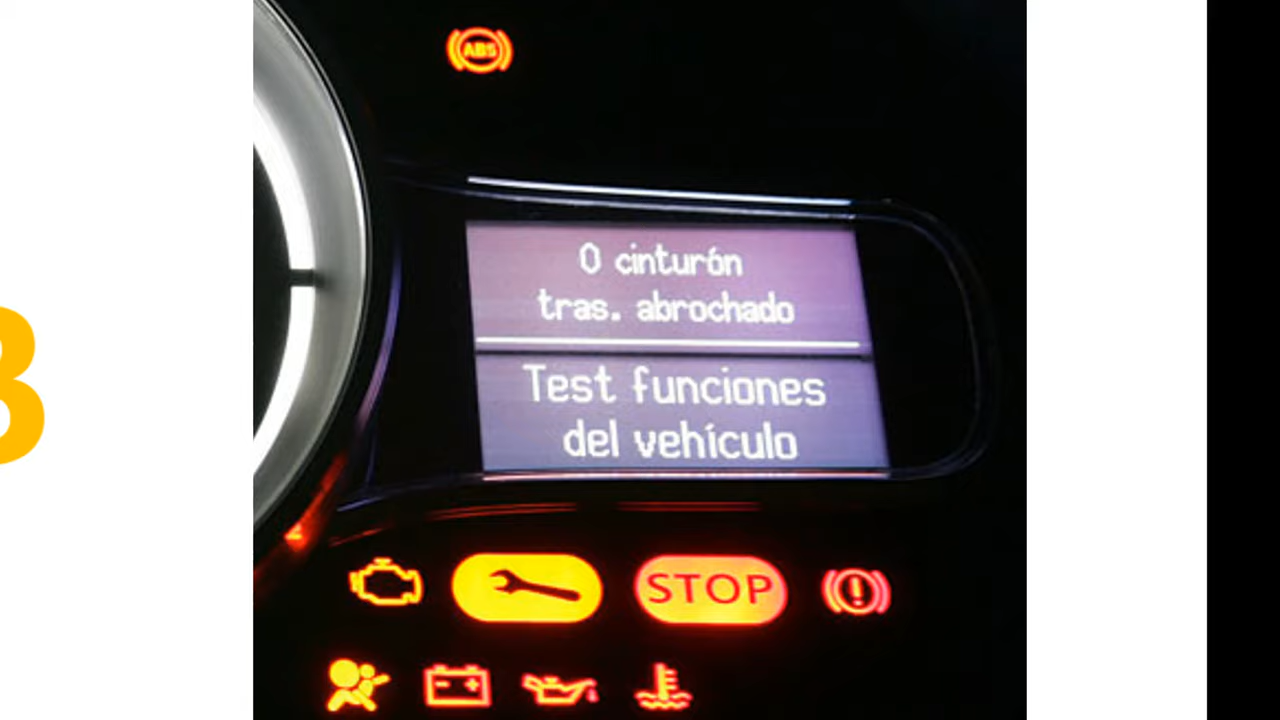 ABS
0 cinturón
tras. abrochado
Test funciones
del vehículo
STOP